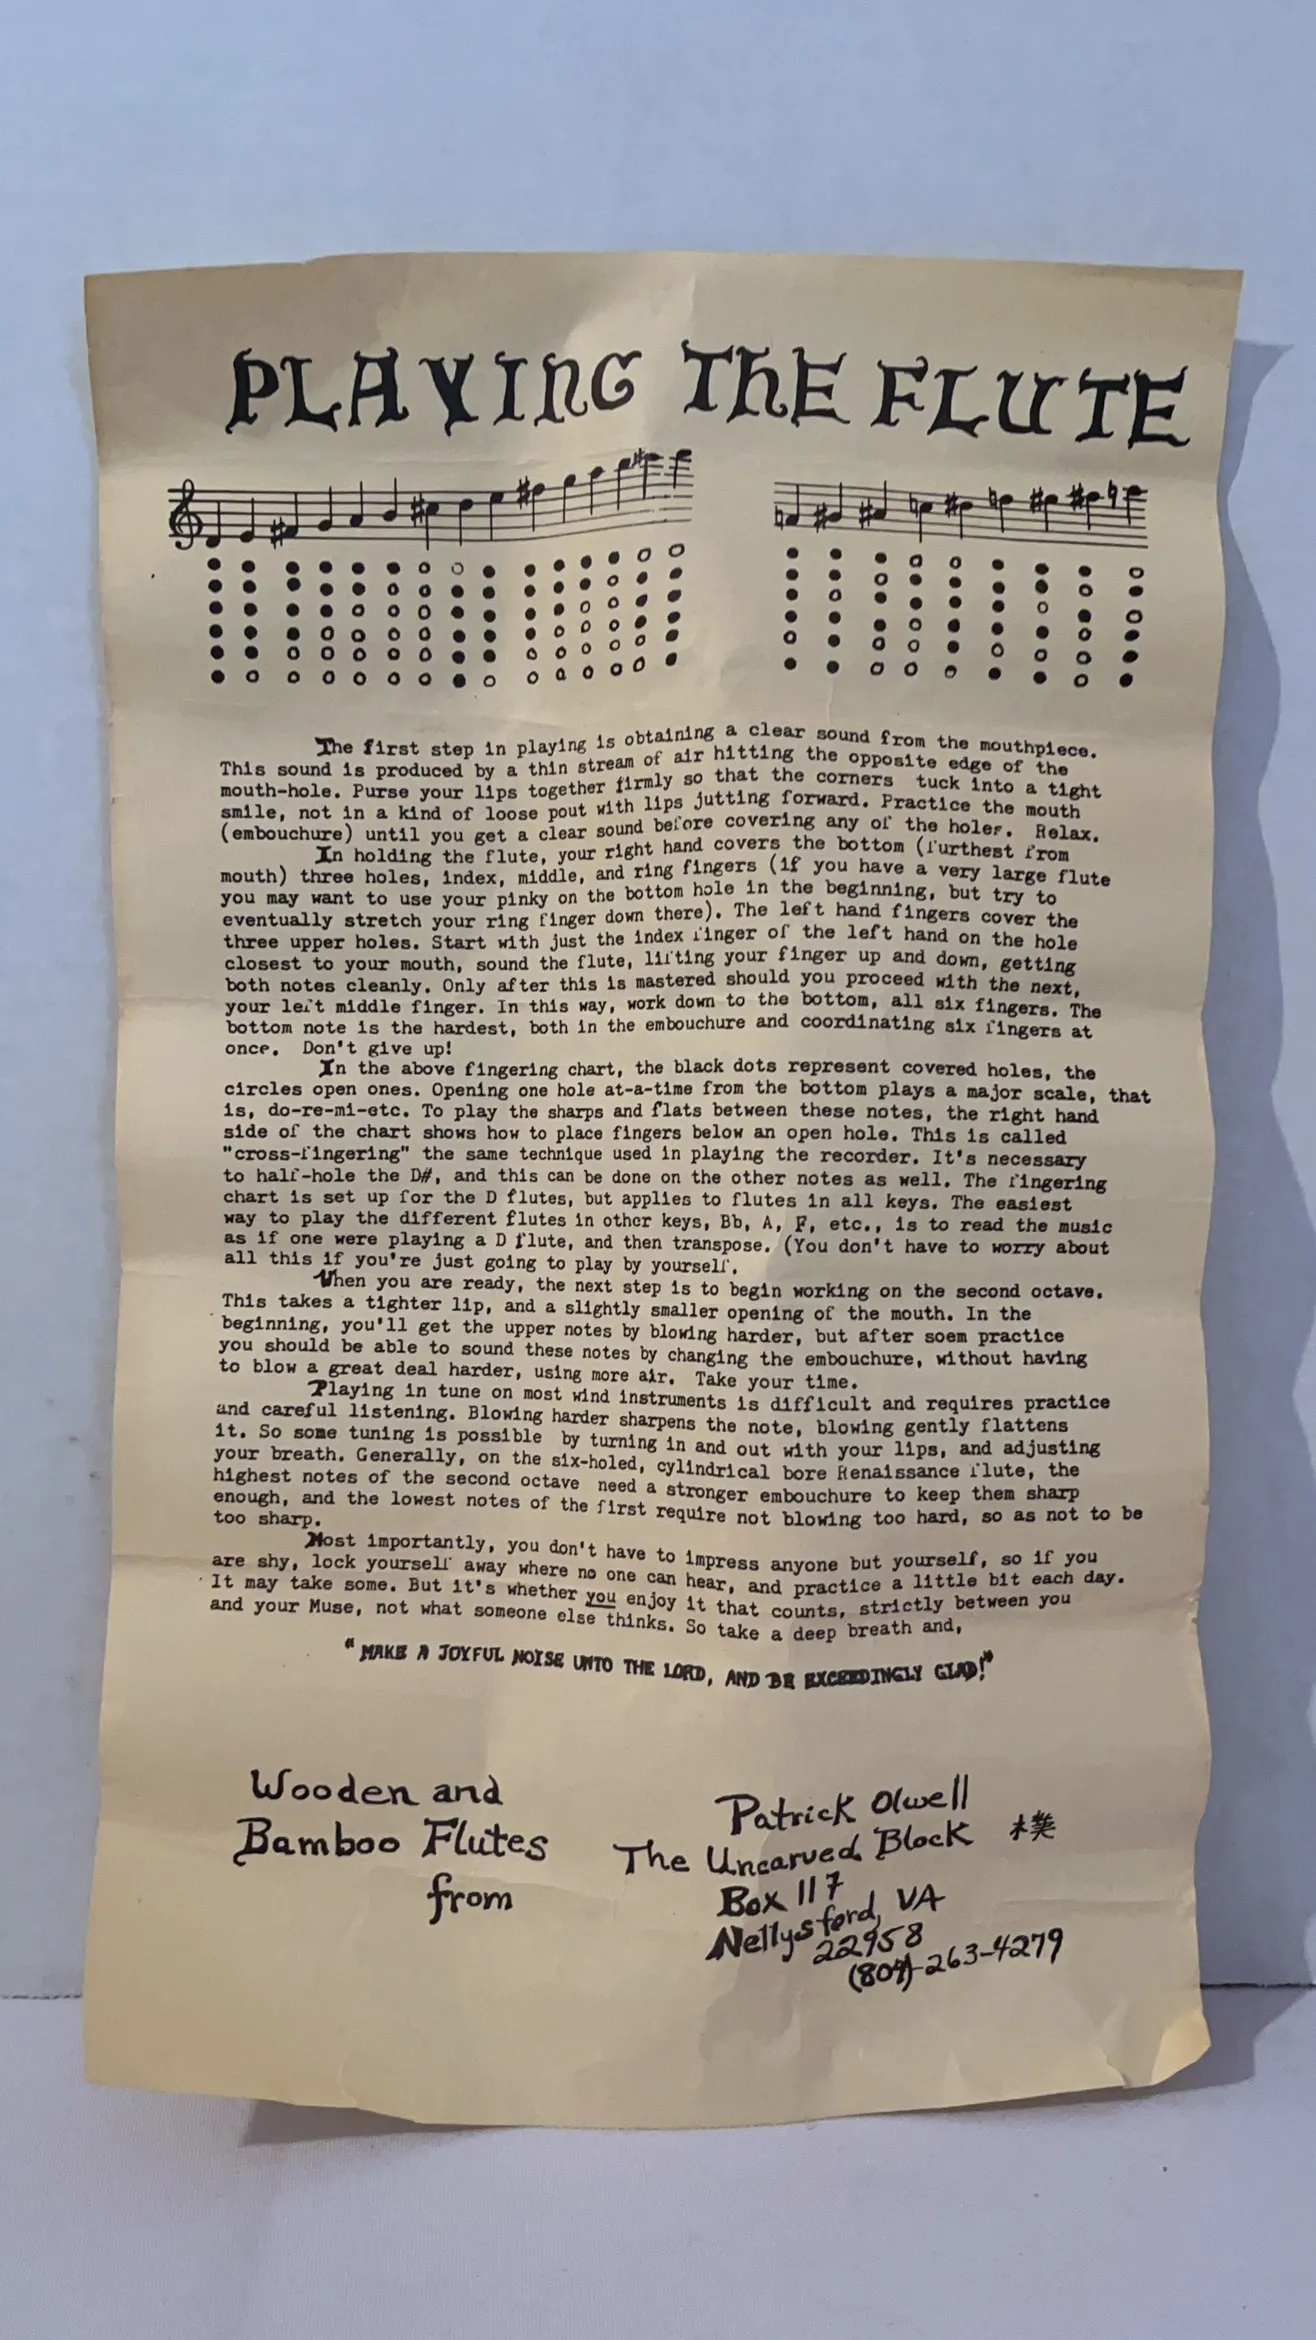 PLAYING THE FLUTE
The first step in playing is obtaining a clear sound from the mouthpiece.
This sound is produced by a thin stream of air hitting the opposite edge of the
mouth-hole. Purse your lips together firmly so that the corners tuck into a tight
smile, not in a kind of loose pout with lips jutting forward. Practice the mouth
(embouchure) until you get a clear sound before covering any of the holes. Relax.
In holding the flute, your right hand covers the bottom (furthest from
mouth) three holes, index, middle, and ring fingers (if you have a very large flute
you may want to use your pinky on the bottom hole in the beginning, but try to
eventually stretch your ring finger down there). The left hand fingers cover the
three upper holes. Start with just the index finger of the left hand on the hole
closest to your mouth, sound the flute, lifting your finger up and down, getting
both notes cleanly. Only after this is mastered should you proceed with the next,
your left middle finger. In this way, work down to the bottom, all six fingers. The
bottom note is the hardest, both in the embouchure and coordinating six fingers at
once. Don't give up!
In the above fingering chart, the black dots represent covered holes, the
circles open ones. Opening one hole at-a-time from the bottom plays a major scale, that
is, do-re-mi-etc. To play the sharps and flats between these notes, the right hand
side of the chart shows how to place fingers below an open hole. This is called
"cross-fingering" the same technique used in playing the recorder. It's necessary
to half-hole the D#, and this can be done on the other notes as well. The fingering
chart is set up for the D flutes, but applies to flutes in all keys. The easiest
way to play the different flutes in other keys, Bb, A, F, etc., is to read the music
as if one were playing a D flute, and then transpose. (You don't have to worry about
all this if you're just going to play by yourself.
When you are ready, the next step is to begin working on the second octave.
This takes a tighter lip, and a slightly smaller opening of the mouth. In the
beginning, you'll get the upper notes by blowing harder, but after soem practice
you should be able to sound these notes by changing the embouchure, without having
to blow a great deal harder, using more air. Take your time.
Playing in tune on most wind instruments is difficult and requires practice
and careful listening. Blowing harder sharpens the note, blowing gently flattens
it. So some tuning is possible by turning in and out with your lips, and adjusting
your breath. Generally, on the six-holed, cylindrical bore Renaissance flute, the
highest notes of the second octave need a stronger embouchure to keep them sharp
enough, and the lowest notes of the first require not blowing too hard, so as not to be
too sharp.
Most importantly, you don't have to impress anyone but yourself, so if you
are shy, lock yourself away where no one can hear, and practice a little bit each day.
It may take some. But it's whether you enjoy it that counts, strictly between you
and your Muse, not what someone else thinks. So take a deep breath and,
"MAKE A JOYFUL NOISE UNTO THE LORD, AND BE EXCEEDINGLY GLAD!"
Wooden and
Bamboo Flutes
from
Patrick Olwell
The Uncarved Block 樸
Box 117
Nellysford, VA
22958
(804)-263-4279